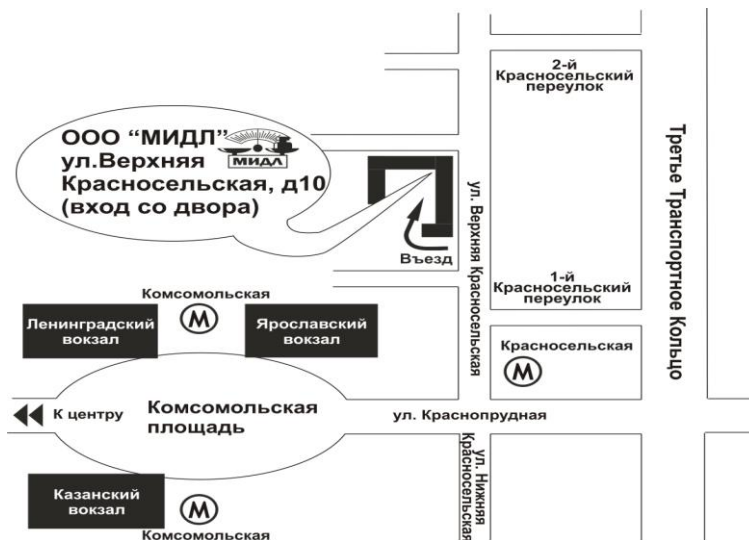 2-й
Красносельский
переулок
ООО “МИДЛ”
ул.Верхняя
Красносельская, д10
(вход со двора)
МИДЛ
Третье Транспортное Кольцо
ул. Верхняя Красносельская
Въезд
1-й
Красносельский
переулок
Комсомольская
М
Ленинградский
вокзал
Ярославский
вокзал
Красносельская
М
К центру
Комсомольская
площадь
ул. Краснопрудная
ул. Нижняя
Красносельская
Казанский
вокзал
М
Комсомольская